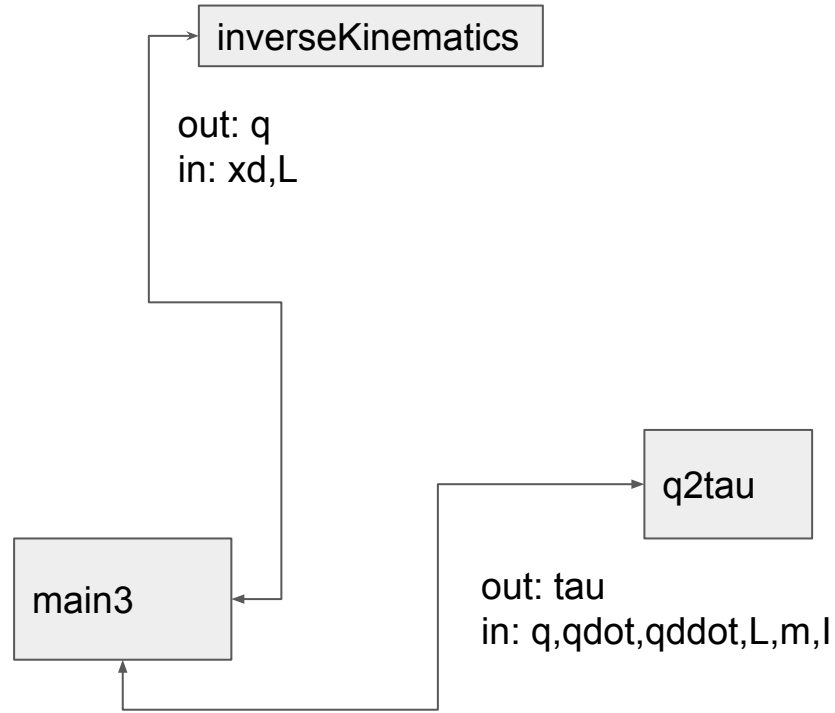 inverseKinematics
out: q
in: xd,L
q2tau
main3
out: tau
in: q,qdot,qddot,L,m,I